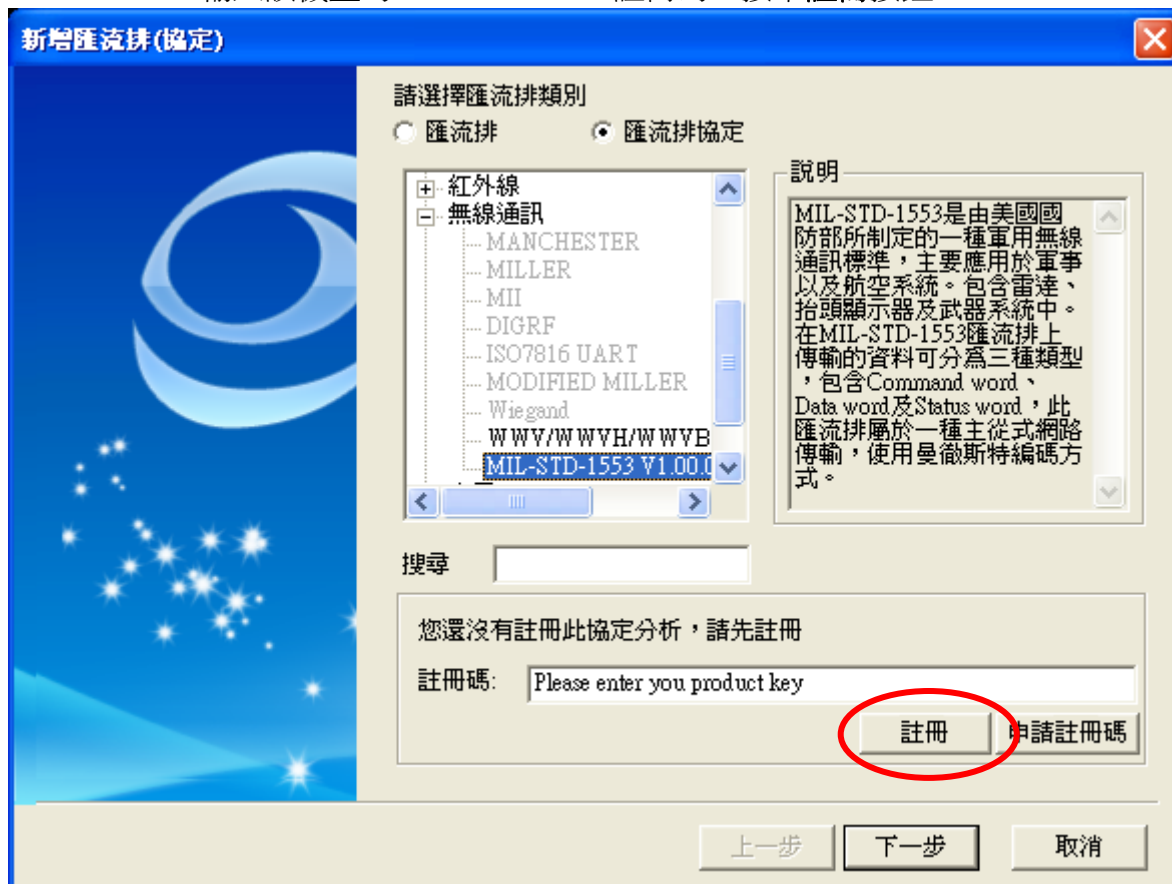 新增匯流排(協定)
請選擇匯流排類別
匯流排
匯流排協定
紅外線
無線通訊
MANCHESTER
MILLER
MII
DIGRF
ISO7816 UART
MODIFIED MILLER
Wiegand
WWV/WWVH/WWVB
MIL-STD-1553 V1.00.0
說明
MIL-STD-1553是由美國國
防部所制定的一種軍用無線
通訊標準，主要應用於軍事
以及航空系統。包含雷達、
抬頭顯示器及武器系統中。
在MIL-STD-1553匯流排上
傳輸的資料可分為三種類型
，包含Command word、
Data word及Status word，此
匯流排屬於一種主從式網路
傳輸，使用曼徹斯特編碼方
式。
搜尋
您還沒有註冊此協定分析，請先註冊
註冊碼: Please enter you product key
註冊
申請註冊碼
上一步
下一步
取消